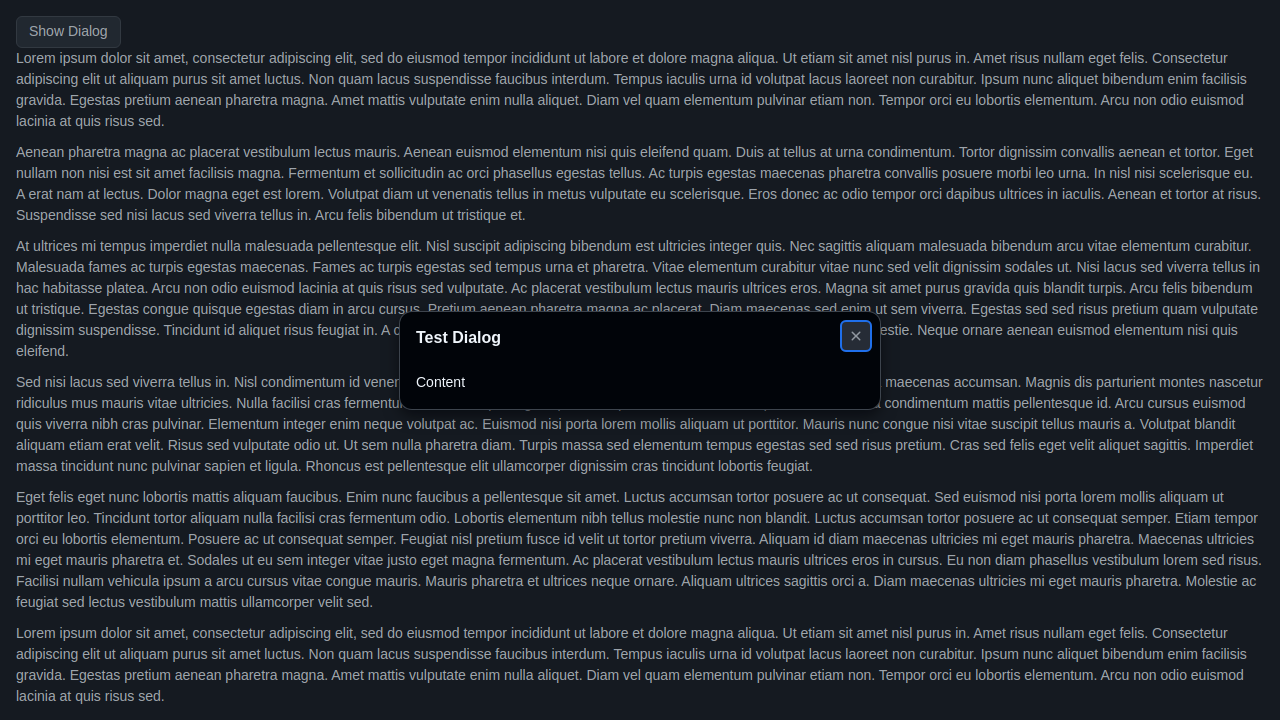 Show Dialog
Lorem ipsum dolor sit amet, consectetur adipiscing elit, sed do eiusmod tempor incididunt ut labore et dolore magna aliqua. Ut etiam sit amet nisl purus in. Amet risus nullam eget felis. Consectetur
adipiscing elit ut aliquam purus sit amet luctus. Non quam lacus suspendisse faucibus interdum. Tempus iaculis urna id volutpat lacus laoreet non curabitur. Ipsum nunc aliquet bibendum enim facilisis
gravida. Egestas pretium aenean pharetra magna. Amet mattis vulputate enim nulla aliquet. Diam vel quam elementum pulvinar etiam non. Tempor orci eu lobortis elementum. Arcu non odio euismod
lacinia at quis risus sed.
Aenean pharetra magna ac placerat vestibulum lectus mauris. Aenean euismod elementum nisi quis eleifend quam. Duis at tellus at urna condimentum. Tortor dignissim convallis aenean et tortor. Eget
nullam non nisi est sit amet facilisis magna. Fermentum et sollicitudin ac orci phasellus egestas tellus. Ac turpis egestas maecenas pharetra convallis posuere morbi leo urna. In nisl nisi scelerisque eu.
A erat nam at lectus. Dolor magna eget est lorem. Volutpat diam ut venenatis tellus in metus vulputate eu scelerisque. Eros donec ac odio tempor orci dapibus ultrices in iaculis. Aenean et tortor at risus.
Suspendisse sed nisi lacus sed viverra tellus in. Arcu felis bibendum ut tristique et.
At ultrices mi tempus imperdiet nulla malesuada pellentesque elit. Nisl suscipit adipiscing bibendum est ultricies integer quis. Nec sagittis aliquam malesuada bibendum arcu vitae elementum curabitur.
Malesuada fames ac turpis egestas maecenas. Fames ac turpis egestas sed tempus urna et pharetra. Vitae elementum curabitur vitae nunc sed velit dignissim sodales ut. Nisi lacus sed viverra tellus in
hac habitasse platea. Arcu non odio euismod lacinia at quis risus sed vulputate. Ac placerat vestibulum lectus mauris ultrices eros. Magna sit amet purus gravida quis blandit turpis. Arcu felis bibendum
ut tristique. Egestas congue quisque egestas diam in arcu cursus. Pretium aenean pharetra magna ac placerat. Diam maecenas sed enim ut sem viverra. Egestas sed sed risus pretium quam vulputate
dignissim suspendisse. Tincidunt id aliquet risus feugiat in. A estie. Neque ornare aenean euismod elementum nisi quis
eleifend.
Test Dialog
Content
Sed nisi lacus sed viverra tellus in. Nisl condimentum id maecenas accumsan. Magnis dis parturient montes nascetur
ridiculus mus mauris vitae ultricies. Nulla facilisi cras condimentum mattis pellentesque id. Arcu cursus euismod
quis viverra nibh cras pulvinar. Elementum integer enim neque volutpat ac. Euismod nisi porta lorem mollis aliquam ut porttitor. Mauris nunc congue nisi vitae suscipit tellus mauris a. Volutpat blandit
aliquam etiam erat velit. Risus sed vulputate odio ut. Ut sem nulla pharetra diam. Turpis massa sed elementum tempus egestas sed sed risus pretium. Cras sed felis eget velit aliquet sagittis. Imperdiet
massa tincidunt nunc pulvinar sapien et ligula. Rhoncus est pellentesque elit ullamcorper dignissim cras tincidunt lobortis feugiat.
Eget felis eget nunc lobortis mattis aliquam faucibus. Enim nunc faucibus a pellentesque sit amet. Luctus accumsan tortor posuere ac ut consequat. Sed euismod nisi porta lorem mollis aliquam ut
porttitor leo. Tincidunt tortor aliquam nulla facilisi cras fermentum odio. Lobortis elementum nibh tellus molestie nunc non blandit. Luctus accumsan tortor posuere ac ut consequat semper. Etiam tempor
orci eu lobortis elementum. Posuere ac ut consequat semper. Feugiat nisl pretium fusce id velit ut tortor pretium viverra. Aliquam id diam maecenas ultricies mi eget mauris pharetra. Maecenas ultricies
mi eget mauris pharetra et. Sodales ut eu sem integer vitae justo eget magna fermentum. Ac placerat vestibulum lectus mauris ultrices eros in cursus. Eu non diam phasellus vestibulum lorem sed risus.
Facilisi nullam vehicula ipsum a arcu cursus vitae congue mauris. Mauris pharetra et ultrices neque ornare. Aliquam ultrices sagittis orci a. Diam maecenas ultricies mi eget mauris pharetra. Molestie ac
feugiat sed lectus vestibulum mattis ullamcorper velit sed.
Lorem ipsum dolor sit amet, consectetur adipiscing elit, sed do eiusmod tempor incididunt ut labore et dolore magna aliqua. Ut etiam sit amet nisl purus in. Amet risus nullam eget felis. Consectetur
adipiscing elit ut aliquam purus sit amet luctus. Non quam lacus suspendisse faucibus interdum. Tempus iaculis urna id volutpat lacus laoreet non curabitur. Ipsum nunc aliquet bibendum enim facilisis
gravida. Egestas pretium aenean pharetra magna. Amet mattis vulputate enim nulla aliquet. Diam vel quam elementum pulvinar etiam non. Tempor orci eu lobortis elementum. Arcu non odio euismod
lacinia at quis risus sed.